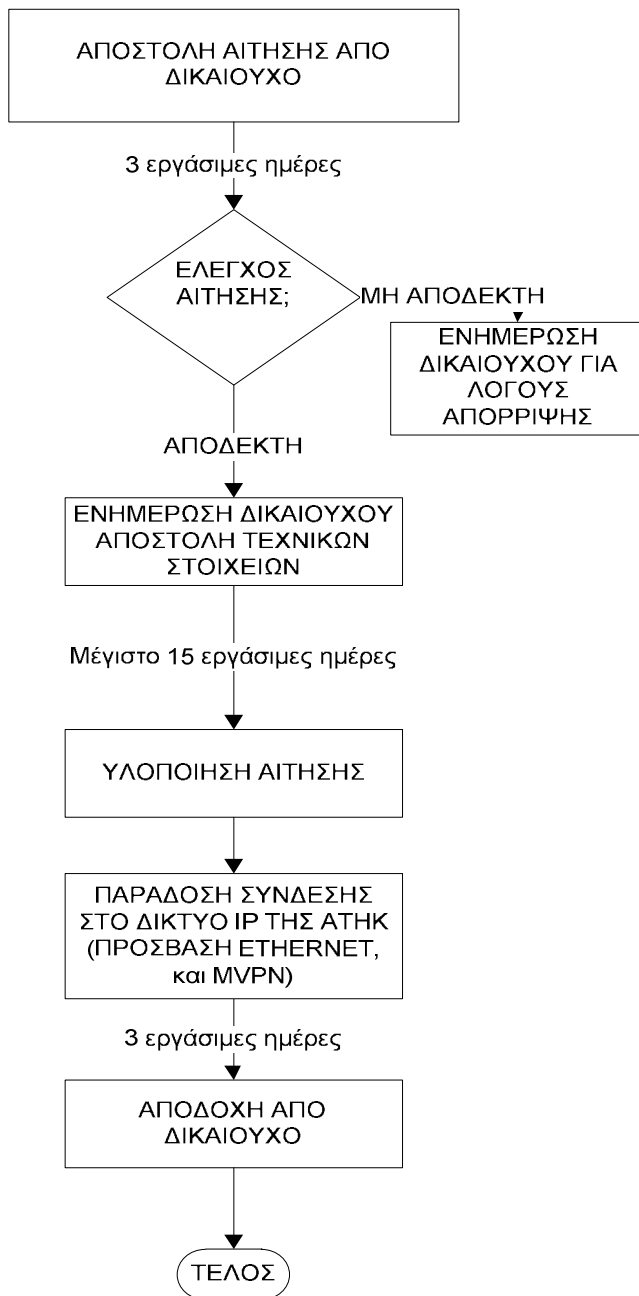 ΑΠΟΣΤΟΛΗ ΑΙΤΗΣΗΣ ΑΠΟ
ΔΙΚΑΙΟΥΧΟ
3 εργάσιμες ημέρες
ΕΛΕΓΧΟΣ
ΑΙΤΗΣΗΣ;
ΜΗ ΑΠΟΔΕΚΤΗ
ΕΝΗΜΕΡΩΣΗ
ΔΙΚΑΙΟΥΧΟΥ ΓΙΑ
ΛΟΓΟΥΣ
ΑΠΟΡΡΙΨΗΣ
ΑΠΟΔΕΚΤΗ
ΕΝΗΜΕΡΩΣΗ ΔΙΚΑΙΟΥΧΟΥ
ΑΠΟΣΤΟΛΗ ΤΕΧΝΙΚΩΝ
ΣΤΟΙΧΕΙΩΝ
Μέγιστο 15 εργάσιμες ημέρες
ΥΛΟΠΟΙΗΣΗ ΑΙΤΗΣΗΣ
ΠΑΡΑΔΟΣΗ ΣΥΝΔΕΣΗΣ
ΣΤΟ ΔΙΚΤΥΟ IP ΤΗΣ ΑΤΗΚ
(ΠΡΟΣΒΑΣΗ ETHERNET,
και MVPN)
3 εργάσιμες ημέρες
ΑΠΟΔΟΧΗ ΑΠΟ
ΔΙΚΑΙΟΥΧΟ
ΤΕΛΟΣ